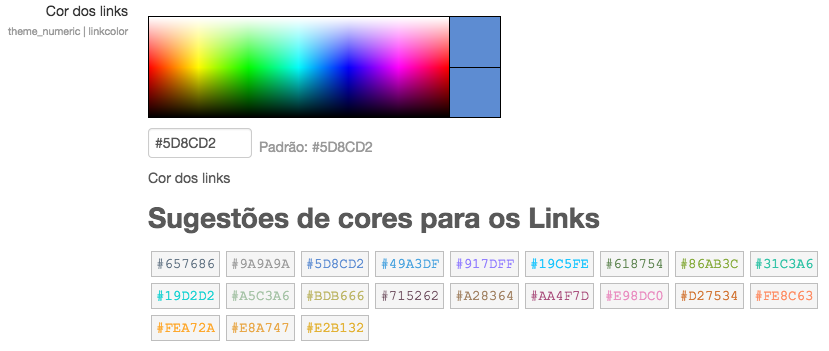 Cor dos links
theme_numeric | linkcolor
#5D8CD2 Padrão: #5D8CD2
Cor dos links
Sugestões de cores para os Links
#657686 #9A9A9A #5D8CD2 #49A3DF #917DFF #19C5FE #618754 #86AB3C #31C3A6
#19D2D2 #A5C3A6 #BDB666 #715262 #A28364 #AA4F7D #E98DC0 #D27534 #FE8C63
#FEA72A #E8A747 #E2B132